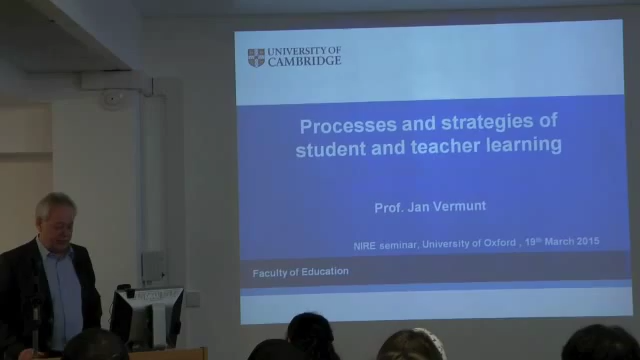 UNIVERSITY OF
CAMBRIDGE
Processes and strategies of
student and teacher learning
Prof. Jan Vermunt
NIRE seminar, University of Oxford , 19th March 2015
Faculty of Education